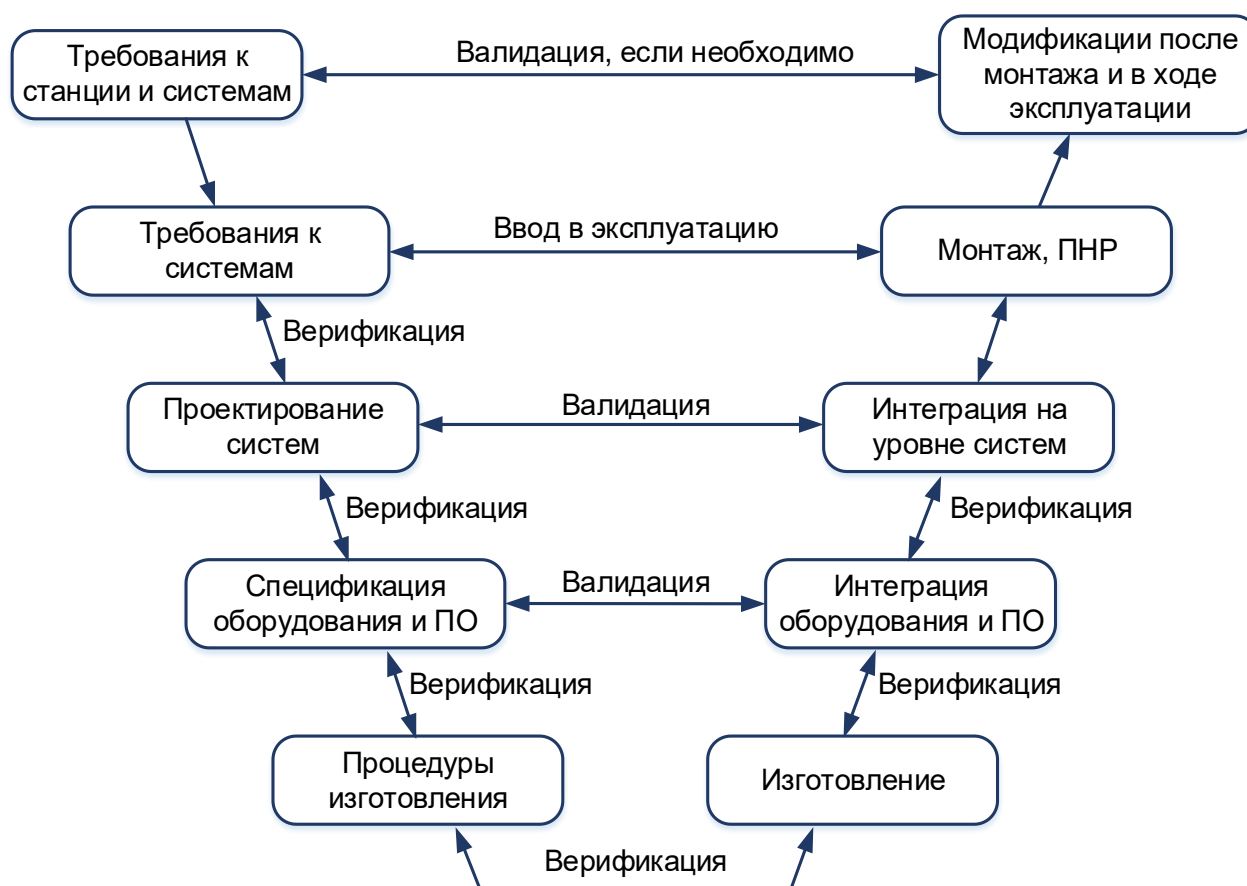 Требования к
станции и системам
Валидация, если необходимо
Модификации после
монтажа и в ходе
эксплуатации
Требования к
системам
Ввод в эксплуатацию
Монтаж, ПНР
Верификация
Проектирование
систем
Валидация
Интеграция на
уровне систем
Верификация
Верификация
Спецификация
оборудования и ПО
Валидация
Интеграция
оборудования и ПО
Верификация
Верификация
Процедуры
изготовления
Изготовление
Верификация